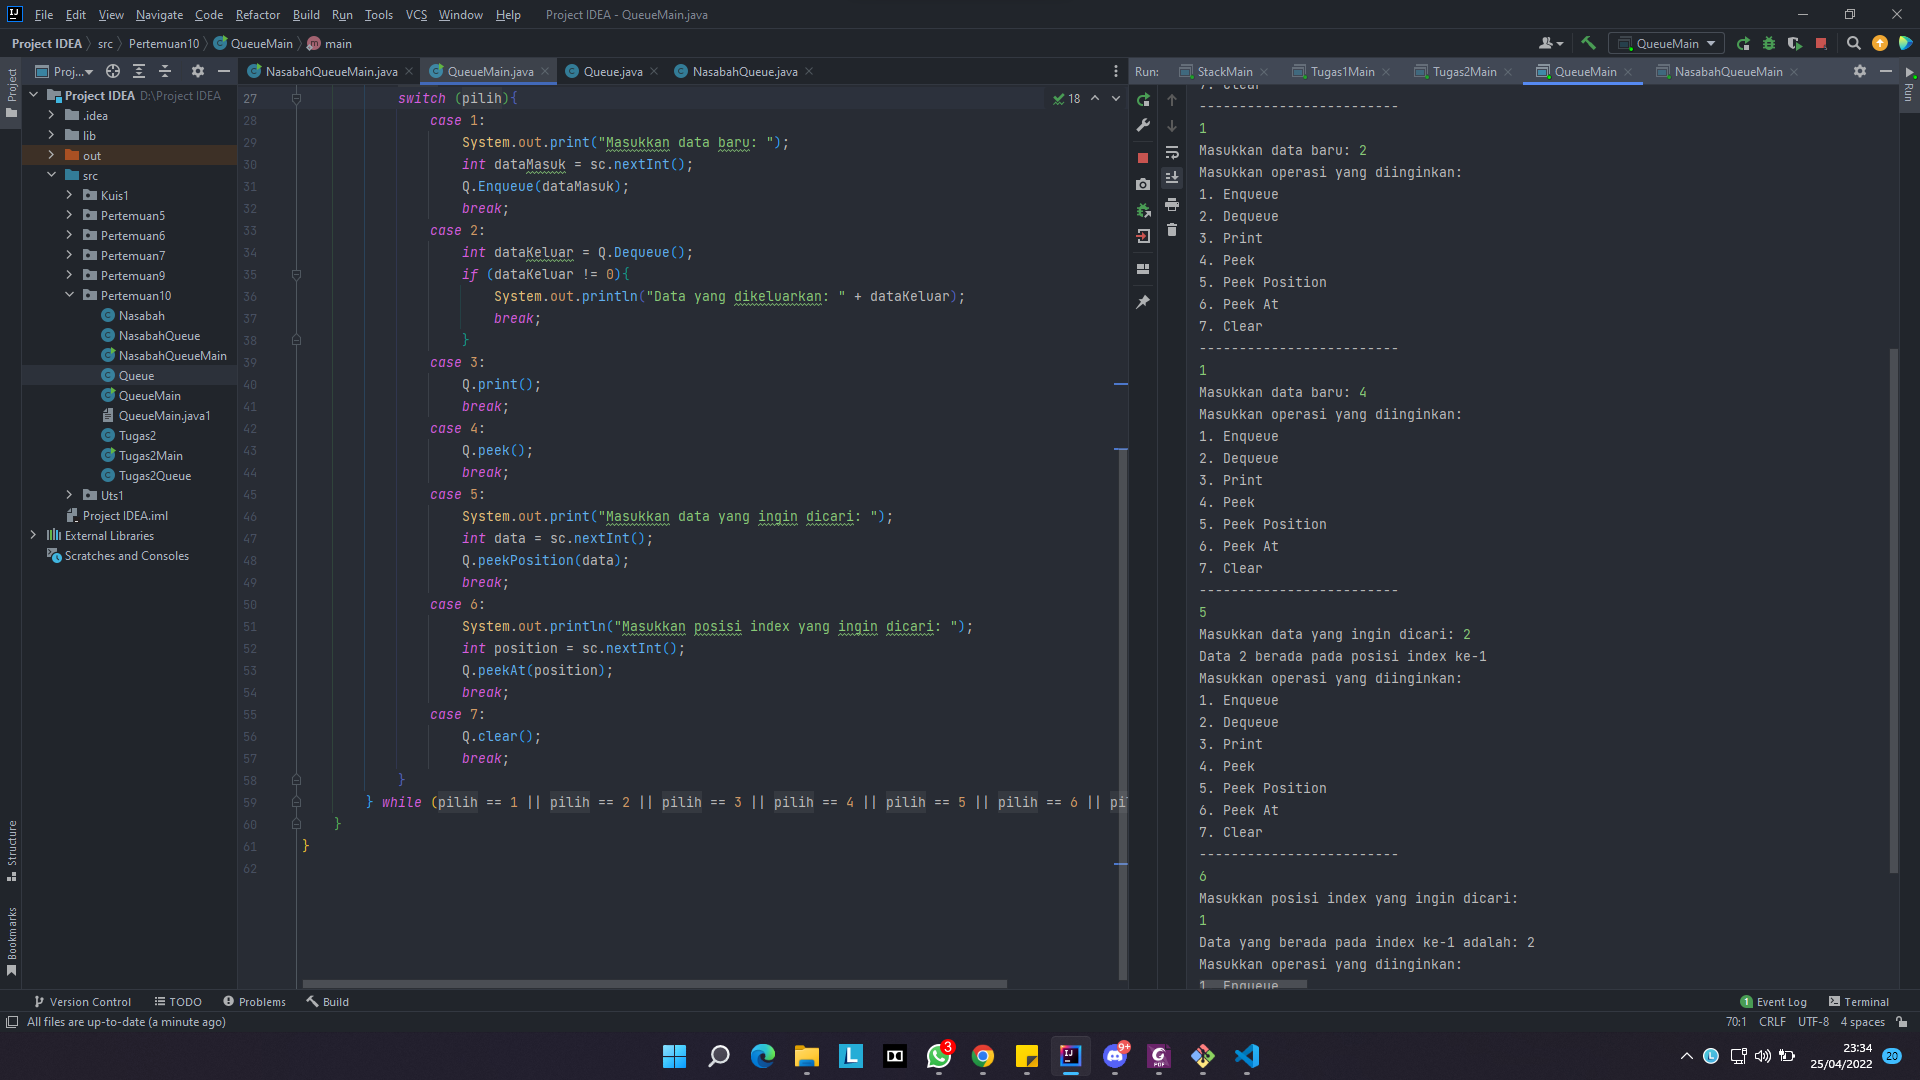 File Edit View Navigate Code Refactor Build Run Tools VCS Window Help Project IDEA - QueueMain.java
Project IDEA src Pertemuan10 QueueMain main
QueueMain
Proj... NasabahQueueMain.java QueueMain.java Queue.java NasabahQueue.java
Run: StackMain Tugas1Main Tugas2Main QueueMain NasabahQueueMain
Project
Project IDEA D:\Project IDEA
.idea
lib
out
src
Kuis1
Pertemuan5
Pertemuan6
Pertemuan7
Pertemuan9
Pertemuan10
Nasabah
NasabahQueue
NasabahQueueMain
Queue
QueueMain
QueueMain.java1
Tugas2
Tugas2Main
Tugas2Queue
Uts1
Project IDEA.iml
External Libraries
Scratches and Consoles
Structure
Bookmarks
18
27 switch (pilih){
28 case 1:
29 System.out.print("Masukkan data baru: ");
30 int dataMasuk = sc.nextInt();
31 Q.Enqueue(dataMasuk);
32 break;
33 case 2:
34 int dataKeluar = Q.Dequeue();
35 if (dataKeluar != 0){
36 System.out.println("Data yang dikeluarkan: " + dataKeluar);
37 break;
38 }
39 case 3:
40 Q.print();
41 break;
42 case 4:
43 Q.peek();
44 break;
45 case 5:
46 System.out.print("Masukkan data yang ingin dicari: ");
47 int data = sc.nextInt();
48 Q.peekPosition(data);
49 break;
50 case 6:
51 System.out.println("Masukkan posisi index yang ingin dicari: ");
52 int position = sc.nextInt();
53 Q.peekAt(position);
54 break;
55 case 7:
56 Q.clear();
57 break;
58 }
59 } while (pilih == 1 || pilih == 2 || pilih == 3 || pilih == 4 || pilih == 5 || pilih == 6 || pil
60 }
61 }
62
7. Clear
-------------------------
1
Masukkan data baru: 2
Masukkan operasi yang diinginkan:
1. Enqueue
2. Dequeue
3. Print
4. Peek
5. Peek Position
6. Peek At
7. Clear
-------------------------
1
Masukkan data baru: 4
Masukkan operasi yang diinginkan:
1. Enqueue
2. Dequeue
3. Print
4. Peek
5. Peek Position
6. Peek At
7. Clear
-------------------------
5
Masukkan data yang ingin dicari: 2
Data 2 berada pada posisi index ke-1
Masukkan operasi yang diinginkan:
1. Enqueue
2. Dequeue
3. Print
4. Peek
5. Peek Position
6. Peek At
7. Clear
-------------------------
6
Masukkan posisi index yang ingin dicari:
1
Data yang berada pada index ke-1 adalah: 2
Masukkan operasi yang diinginkan:
1. Enqueue
Run
Version Control TODO Problems Build 1 Event Log Terminal
All files are up-to-date (a minute ago) 70:1 CRLF UTF-8 4 spaces
3 9+ 23:34
25/04/2022 20